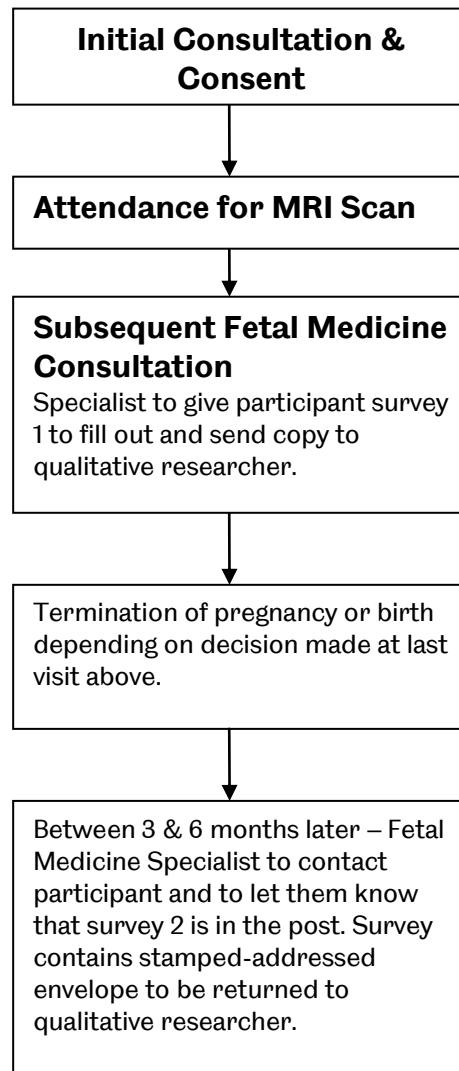 Initial Consultation &
Consent
Attendance for MRI Scan
Subsequent Fetal Medicine
Consultation
Specialist to give participant survey
1 to fill out and send copy to
qualitative researcher.
Termination of pregnancy or birth
depending on decision made at last
visit above.
Between 3 & 6 months later – Fetal
Medicine Specialist to contact
participant and to let them know
that survey 2 is in the post. Survey
contains stamped-addressed
envelope to be returned to
qualitative researcher.